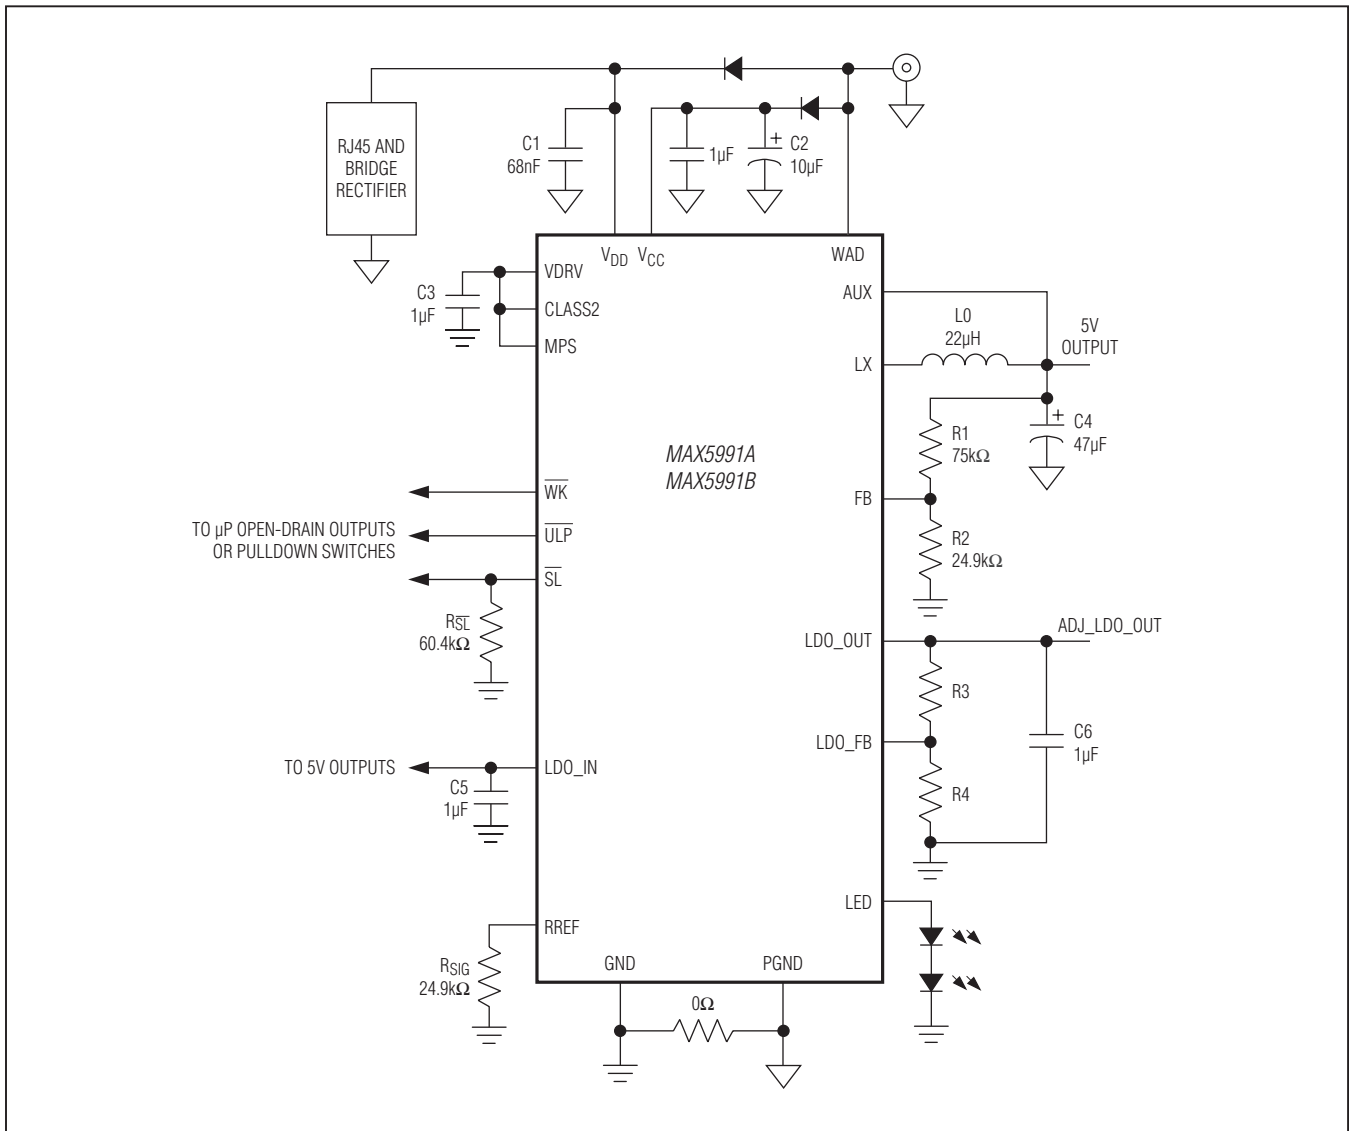 RJ45 AND
BRIDGE
RECTIFIER
C1
68nF
1µF
+
C2
10µF
VDD
VCC
WAD
VDRV
CLASS2
MPS
C3
1µF
AUX
L0
22µH
5V
OUTPUT
LX
MAX5991A
MAX5991B
R1
75kΩ
+
C4
47µF
FB
WK
ULP
SL
TO µP OPEN-DRAIN OUTPUTS
OR PULLDOWN SWITCHES
R2
24.9kΩ
RSL
60.4kΩ
LDO_OUT
ADJ_LDO_OUT
R3
LDO_FB
C6
1µF
R4
TO 5V OUTPUTS
LDO_IN
C5
1µF
LED
RREF
RSIG
24.9kΩ
GND
PGND
0Ω